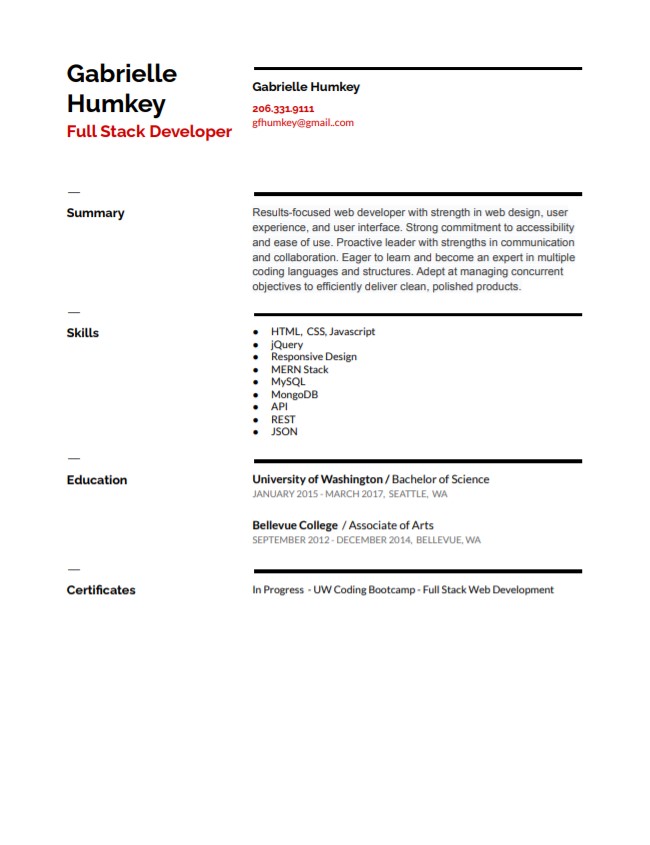 Gabrielle
Humkey
Full Stack Developer
Gabrielle Humkey
206.331.9111
gfhumkey@gmail..com
—
Summary
Results-focused web developer with strength in web design, user
experience, and user interface. Strong commitment to accessibility
and ease of use. Proactive leader with strengths in communication
and collaboration. Eager to learn and become an expert in multiple
coding languages and structures. Adept at managing concurrent
objectives to efficiently deliver clean, polished products.
—
Skills
● HTML, CSS, Javascript
● jQuery
● Responsive Design
● MERN Stack
● MySQL
● MongoDB
● API
● REST
● JSON
—
Education
University of Washington / Bachelor of Science
JANUARY 2015 - MARCH 2017, SEATTLE, WA
Bellevue College / Associate of Arts
SEPTEMBER 2012 - DECEMBER 2014, BELLEVUE, WA
—
Certificates
In Progress - UW Coding Bootcamp - Full Stack Web Development